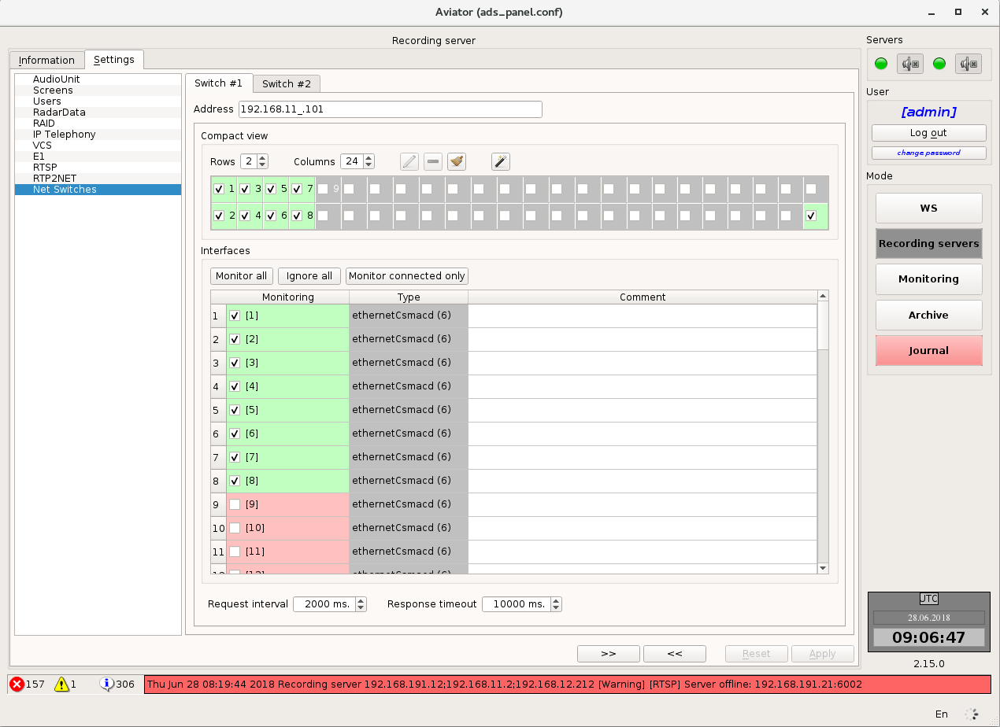 Aviator (ads_panel.conf)
Recording server
Information
Settings
AudioUnit
Screens
Users
RadarData
RAID
IP Telephony
VCS
E1
RTSP
RTP2NET
Net Switches
Switch #1
Switch #2
Address 192.168.11_.101
Compact view
Rows 2 Columns 24
1 3 5 7 9
2 4 6 8
Interfaces
Monitor all Ignore all Monitor connected only
Monitoring Type Comment
1 [1] ethernetCsmacd (6)
2 [2] ethernetCsmacd (6)
3 [3] ethernetCsmacd (6)
4 [4] ethernetCsmacd (6)
5 [5] ethernetCsmacd (6)
6 [6] ethernetCsmacd (6)
7 [7] ethernetCsmacd (6)
8 [8] ethernetCsmacd (6)
9 [9] ethernetCsmacd (6)
10 [10] ethernetCsmacd (6)
11 [11] ethernetCsmacd (6)
Request interval 2000 ms. Response timeout 10000 ms.
>> << Reset Apply
Servers
User
[admin]
Log out
change password
Mode
WS
Recording servers
Monitoring
Archive
Journal
UTC
28.06.2018
09:06:47
2.15.0
157 1 306 Thu Jun 28 08:19:44 2018 Recording server 192.168.191.12;192.168.11.2;192.168.12.212 [Warning] [RTSP] Server offline: 192.168.191.21:6002
En